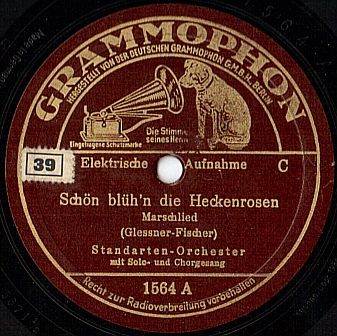 GRAMMOPHON
HERGESTELLT VON DER DEUTSCHEN GRAMMOPHON G.M.B.H. BERLIN
Die Stimme
seines Herrn
Eingetragene Schutzmarke
39
Elektrische Aufnahme C
Schön blüh'n die Heckenrosen
Marschlied
(Glessner-Fischer)
Standarten-Orchester
mit Solo- und Chorgesang
1564 A
Recht zur Radioverbreitung vorbehalten